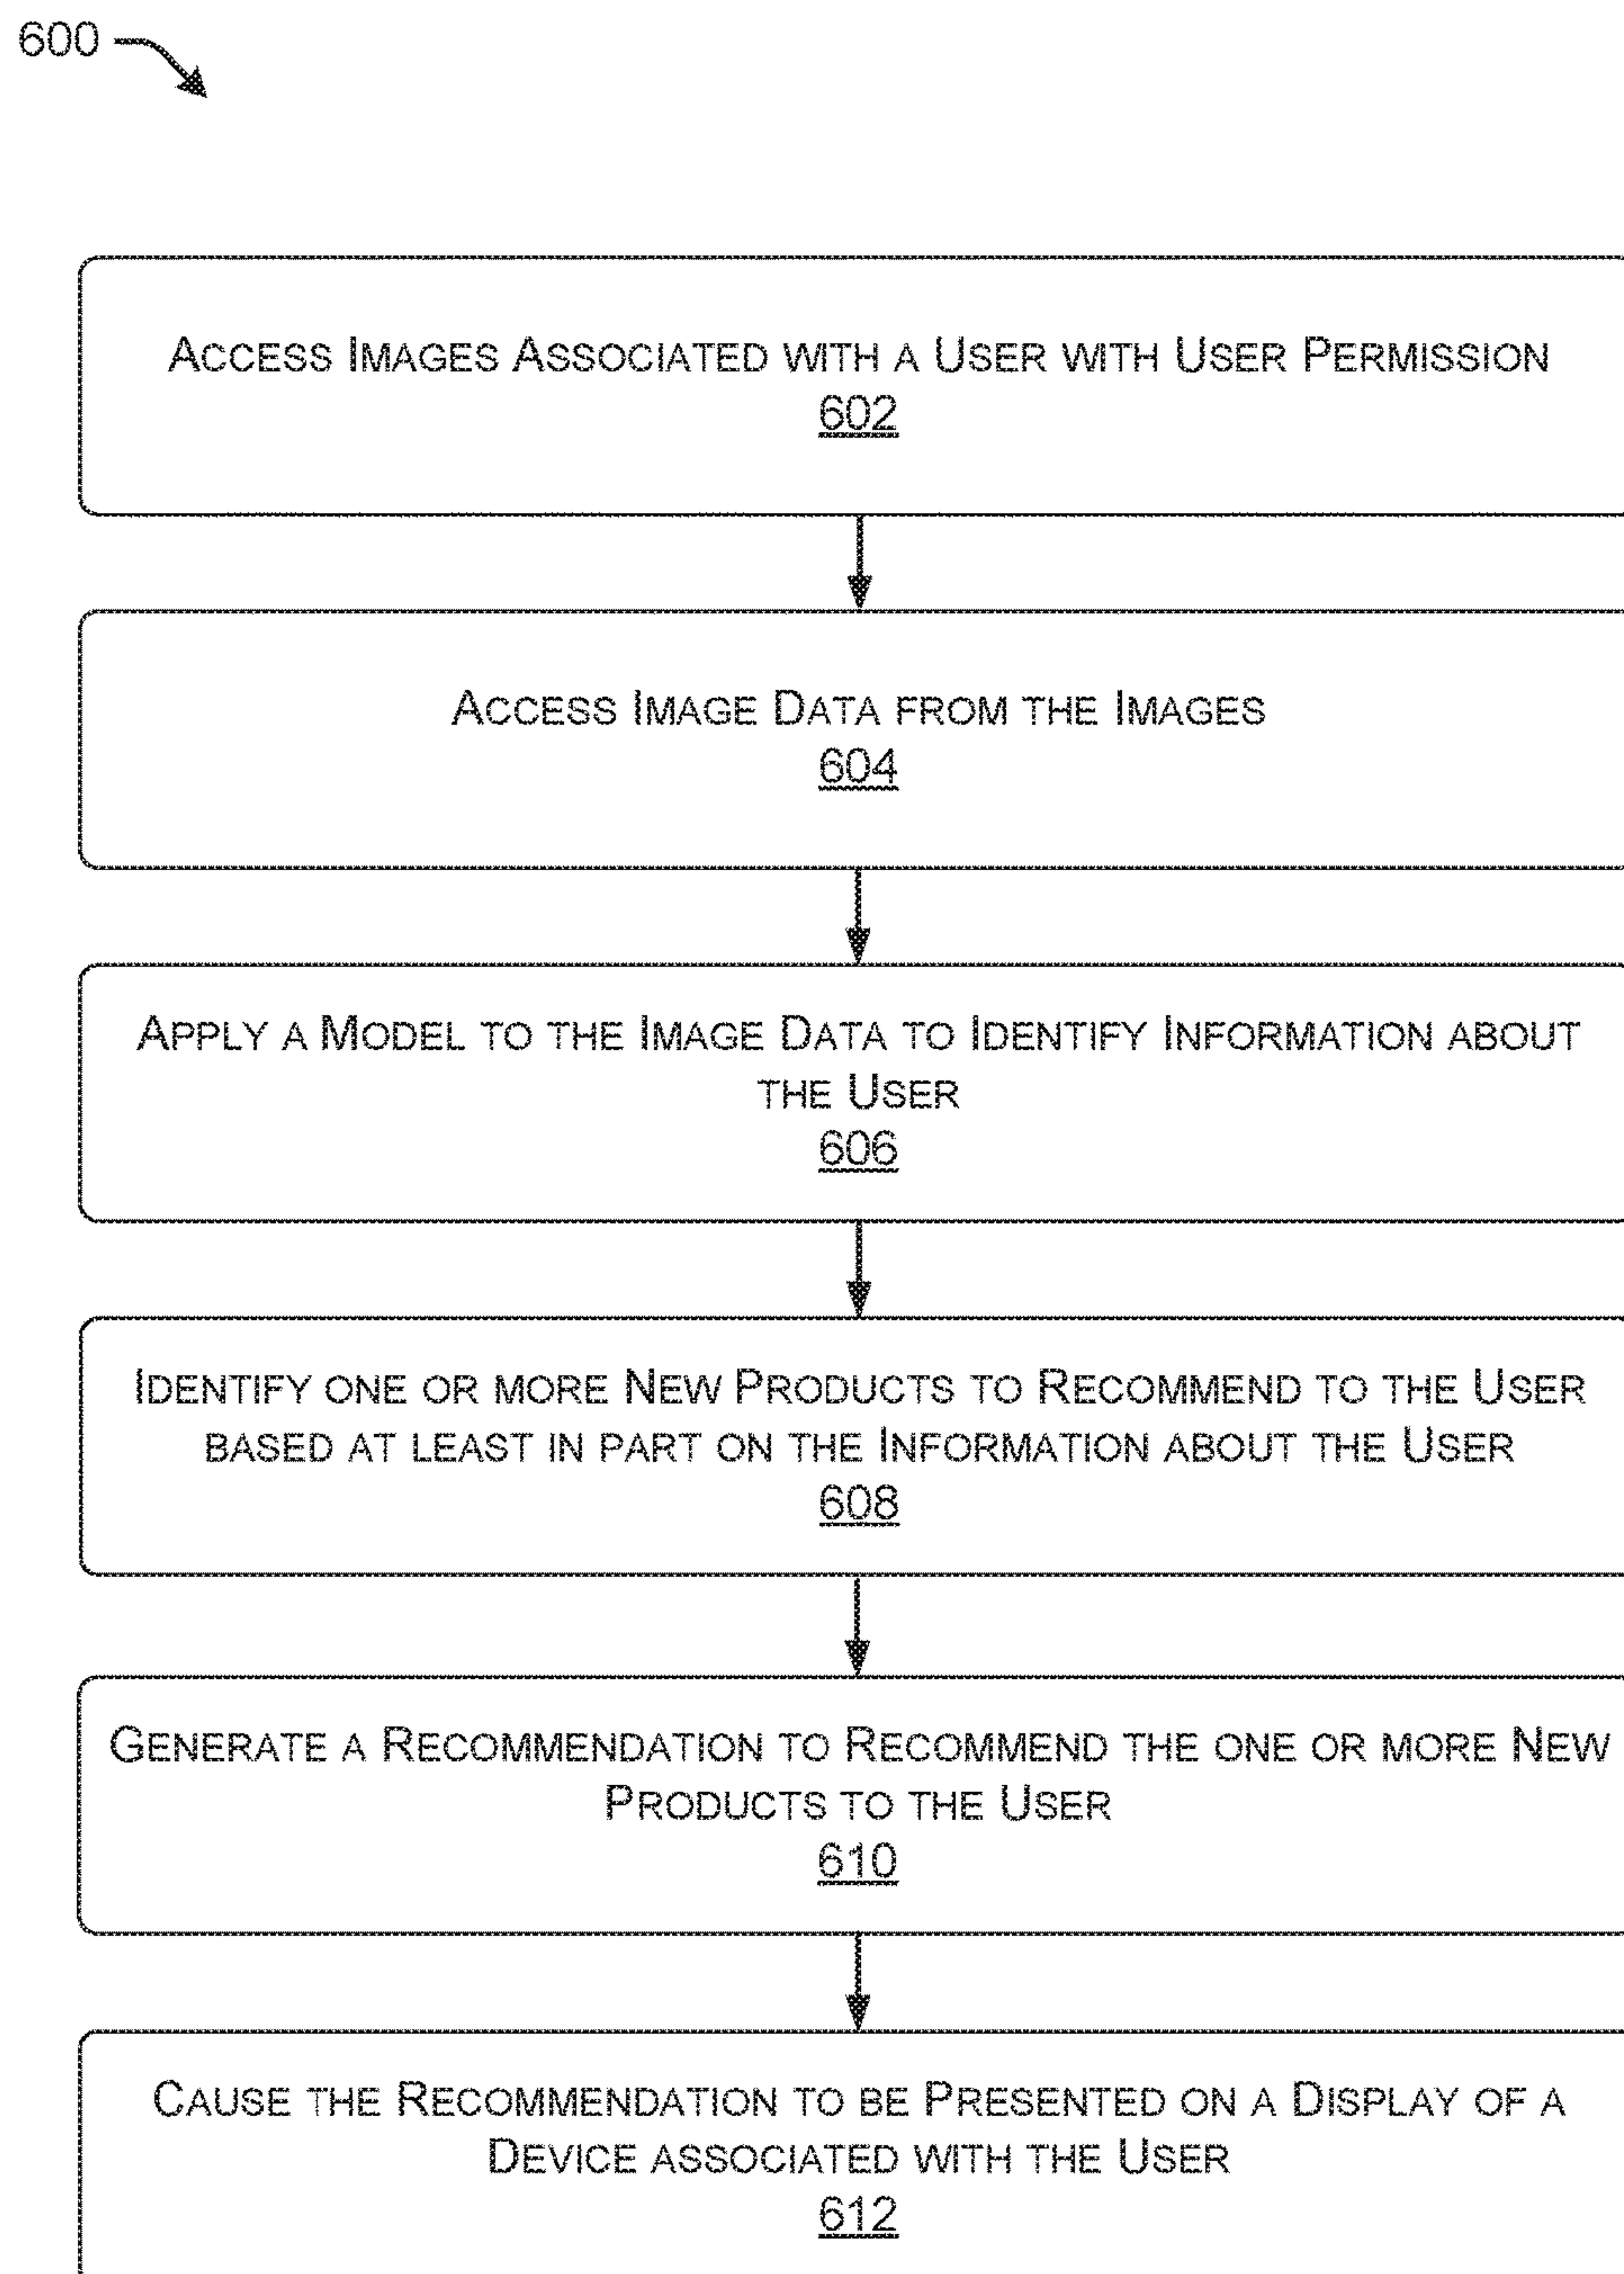 600
Access Images Associated with a User with User Permission
602
Access Image Data from the Images
604
Apply a Model to the Image Data to Identify Information about
the User
606
Identify one or more New Products to Recommend to the User
based at least in part on the Information about the User
608
Generate a Recommendation to Recommend the one or more New
Products to the User
610
Cause the Recommendation to be Presented on a Display of a
Device associated with the User
612